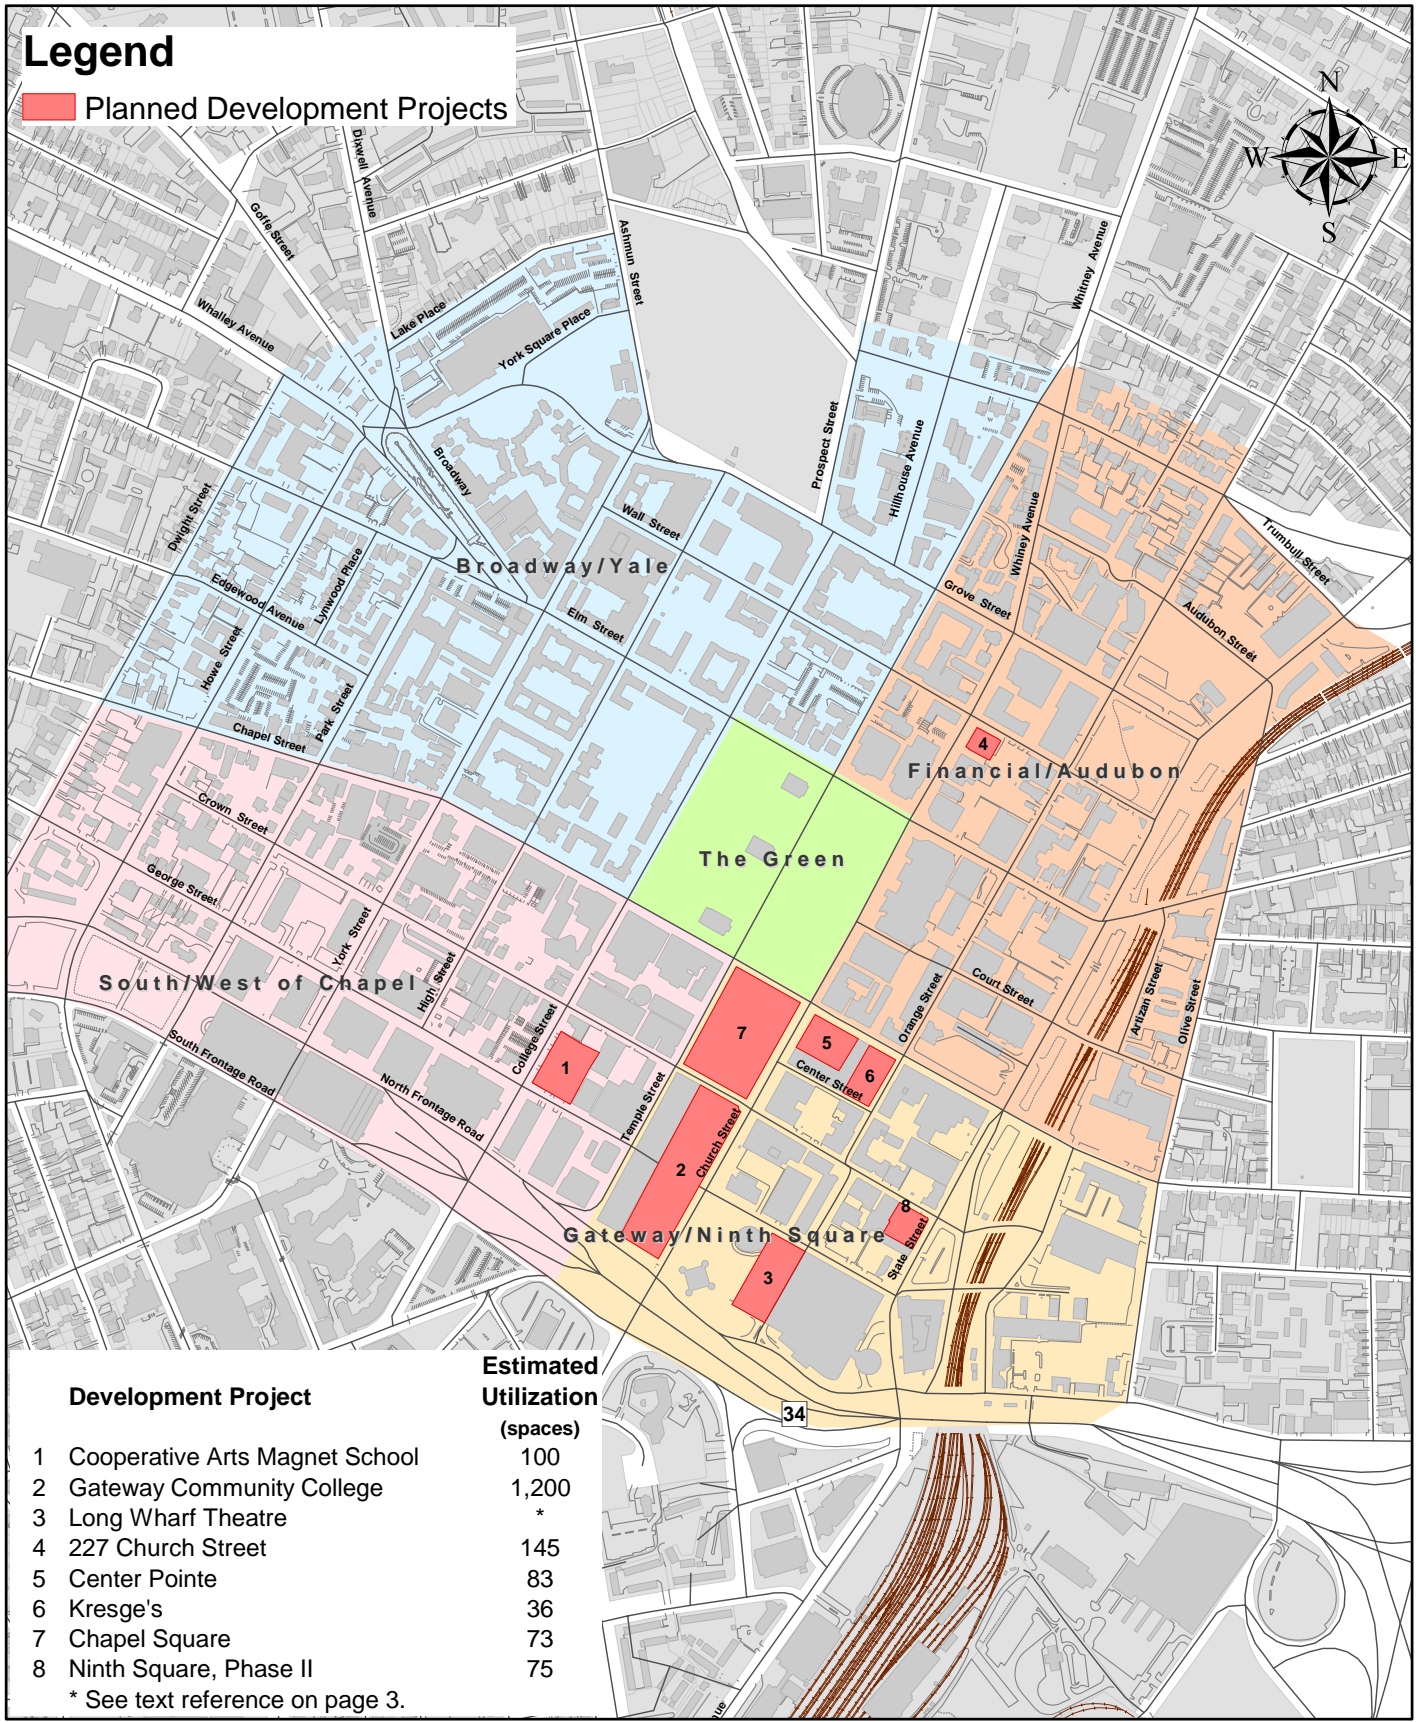 Legend
Planned Development Projects
N
W
E
S
Dixwell Avenue
Goffe Street
Ashmun Street
Whitney Avenue
Whalley Avenue
Lake Place
York Square Place
Prospect Street
Hillhouse Avenue
Broadway
Dwight Street
Wall Street
Whiney Avenue
Trumbull Street
Broadway/Yale
Lynwood Place
Edgewood Avenue
Elm Street
Grove Street
Audubon Street
Howe Street
Park Street
Chapel Street
4
Financial/Audubon
Crown Street
The Green
George Street
York Street
High Street
South/West of Chapel
Court Street
Orange Street
Artizan Street
Olive Street
College Street
South Frontage Road
North Frontage Road
7
5
6
Center Street
1
Temple Street
Church Street
2
8
State Street
Gateway/Ninth Square
3
34
Development Project
Estimated
Utilization
(spaces)
1 Cooperative Arts Magnet School 100
2 Gateway Community College 1,200
3 Long Wharf Theatre *
4 227 Church Street 145
5 Center Pointe 83
6 Kresge's 36
7 Chapel Square 73
8 Ninth Square, Phase II 75
* See text reference on page 3.